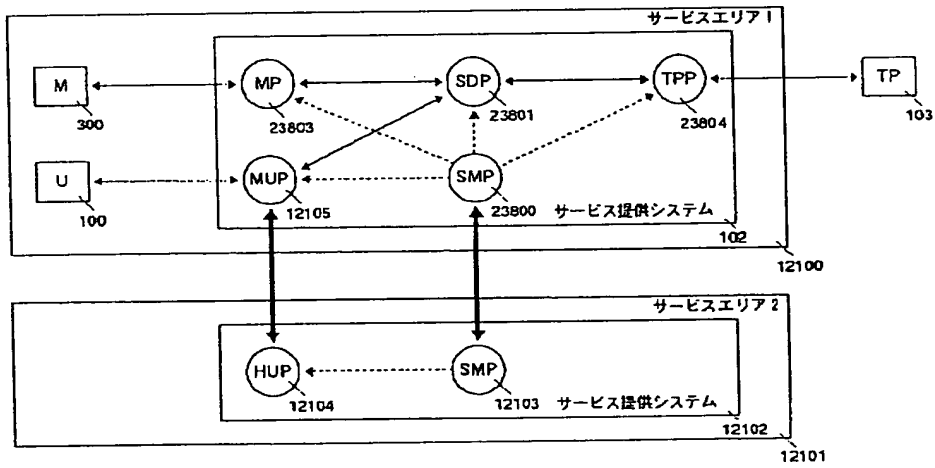 サービスエリア1
M
300
MP
23803
SDP
23801
TPP
23804
TP
103
U
100
MUP
12105
SMP
23800
サービス提供システム
102
12100
サービスエリア2
HUP
12104
SMP
12103
サービス提供システム
12102
12101